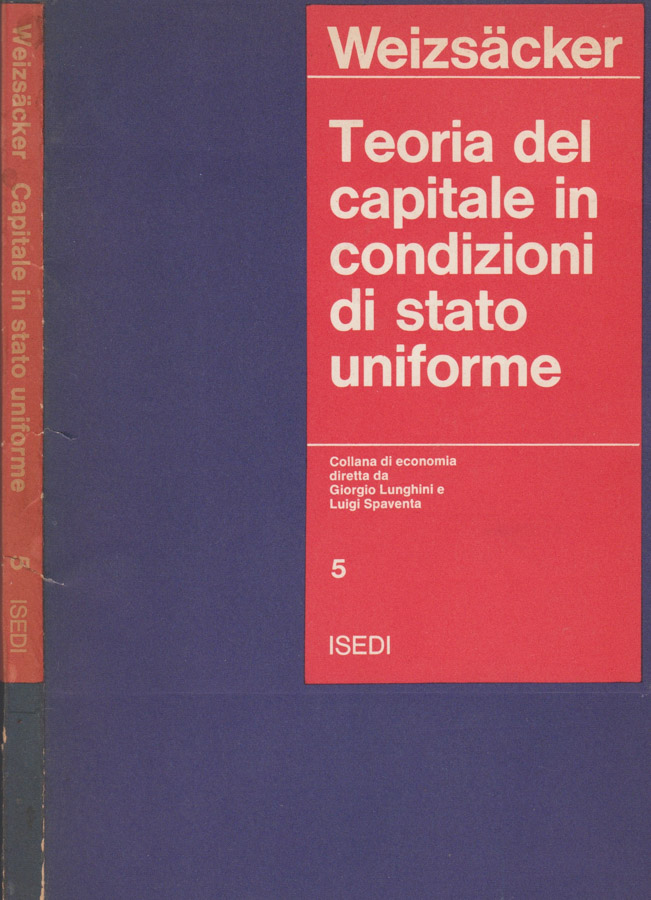 Weizsäcker Capitale in stato uniforme 5 ISEDI
Weizsäcker
Teoria del
capitale in
condizioni
di stato
uniforme
Collana di economia
diretta da
Giorgio Lunghini e
Luigi Spaventa
5
ISEDI